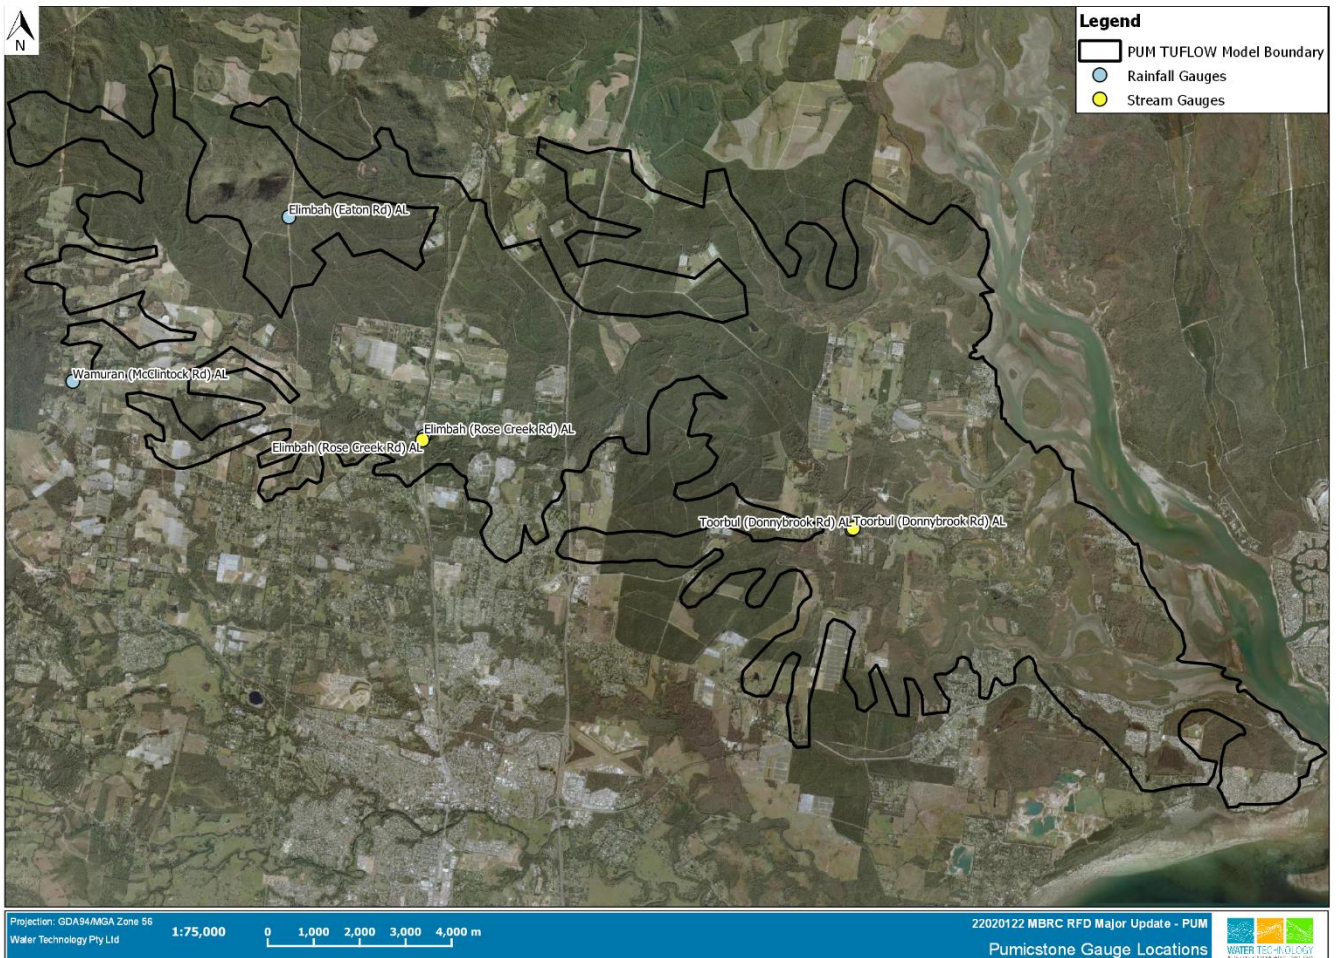 N
Legend
PUM TUFLOW Model Boundary
Rainfall Gauges
Stream Gauges
Elimbah (Eaton Rd) AL
Wamuran (McClintock Rd) AL
Elimbah (Rose Creek Rd) AL
Elimbah (Rose Creek Rd) AL
Toorbul (Donnybrook Rd) AL
Toorbul (Donnybrook Rd) AL
Projection: GDA94/MGA Zone 56
Water Technology Pty Ltd
1:75,000
0 1,000 2,000 3,000 4,000 m
22020122 MBRC RFD Major Update - PUM
Pumicstone Gauge Locations
WATER TECHNOLOGY